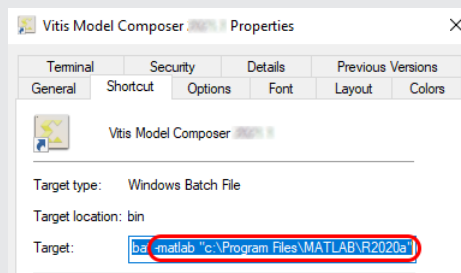 Vitis Model Composer Properties
Terminal Security Details Previous Versions
General Shortcut Options Font Layout Colors
Vitis Model Composer
Target type: Windows Batch File
Target location: bin
Target: bat -matlab "c:\Program Files\MATLAB\R2020a"